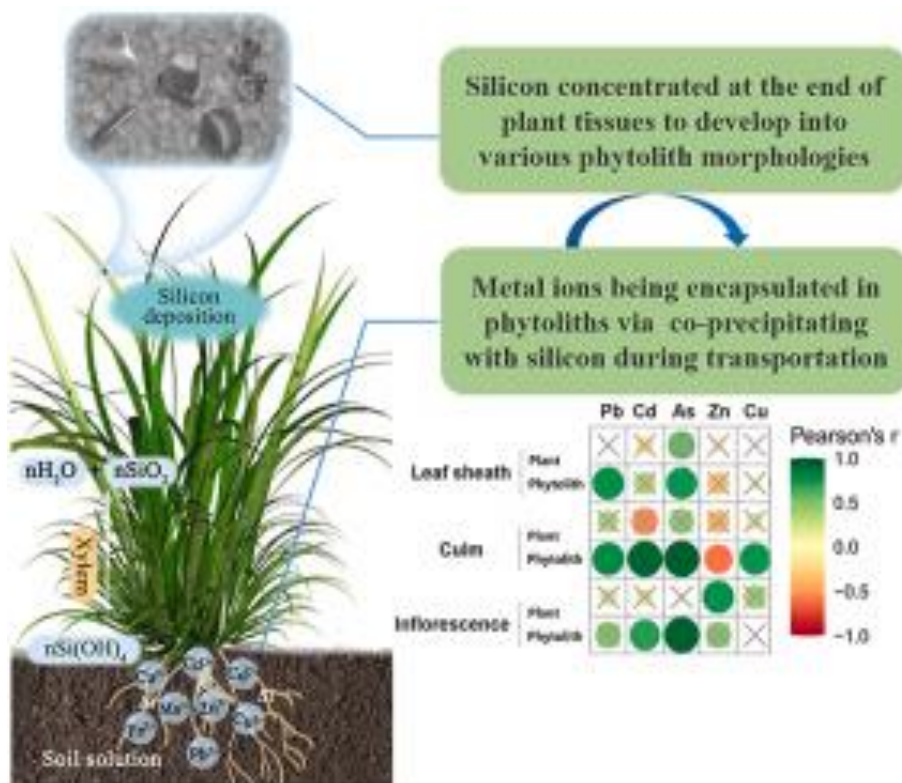 Silicon concentrated at the end of
plant tissues to develop into
various phytolith morphologies
Silicon
deposition
Metal ions being encapsulated in
phytoliths via co-precipitating
with silicon during transportation
nH₂O + nSiO₂
Xylem
nSi(OH)₄
Soil solution
Pb Cd As Zn Cu
Leaf sheath
Plant
Phytolith
Culm
Plant
Phytolith
Inflorescence
Plant
Phytolith
Pearson's r
1.0
0.5
0.0
−0.5
−1.0
Pb²⁺